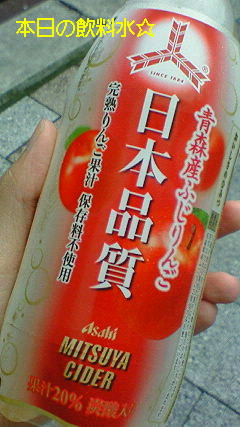 本日の飲料水☆
SINCE 1884
青森産ふじりんご
日本品質
完熟りんご果汁 保存料不使用
Asahi
MITSUYA
CIDER
果汁20% 炭酸入り